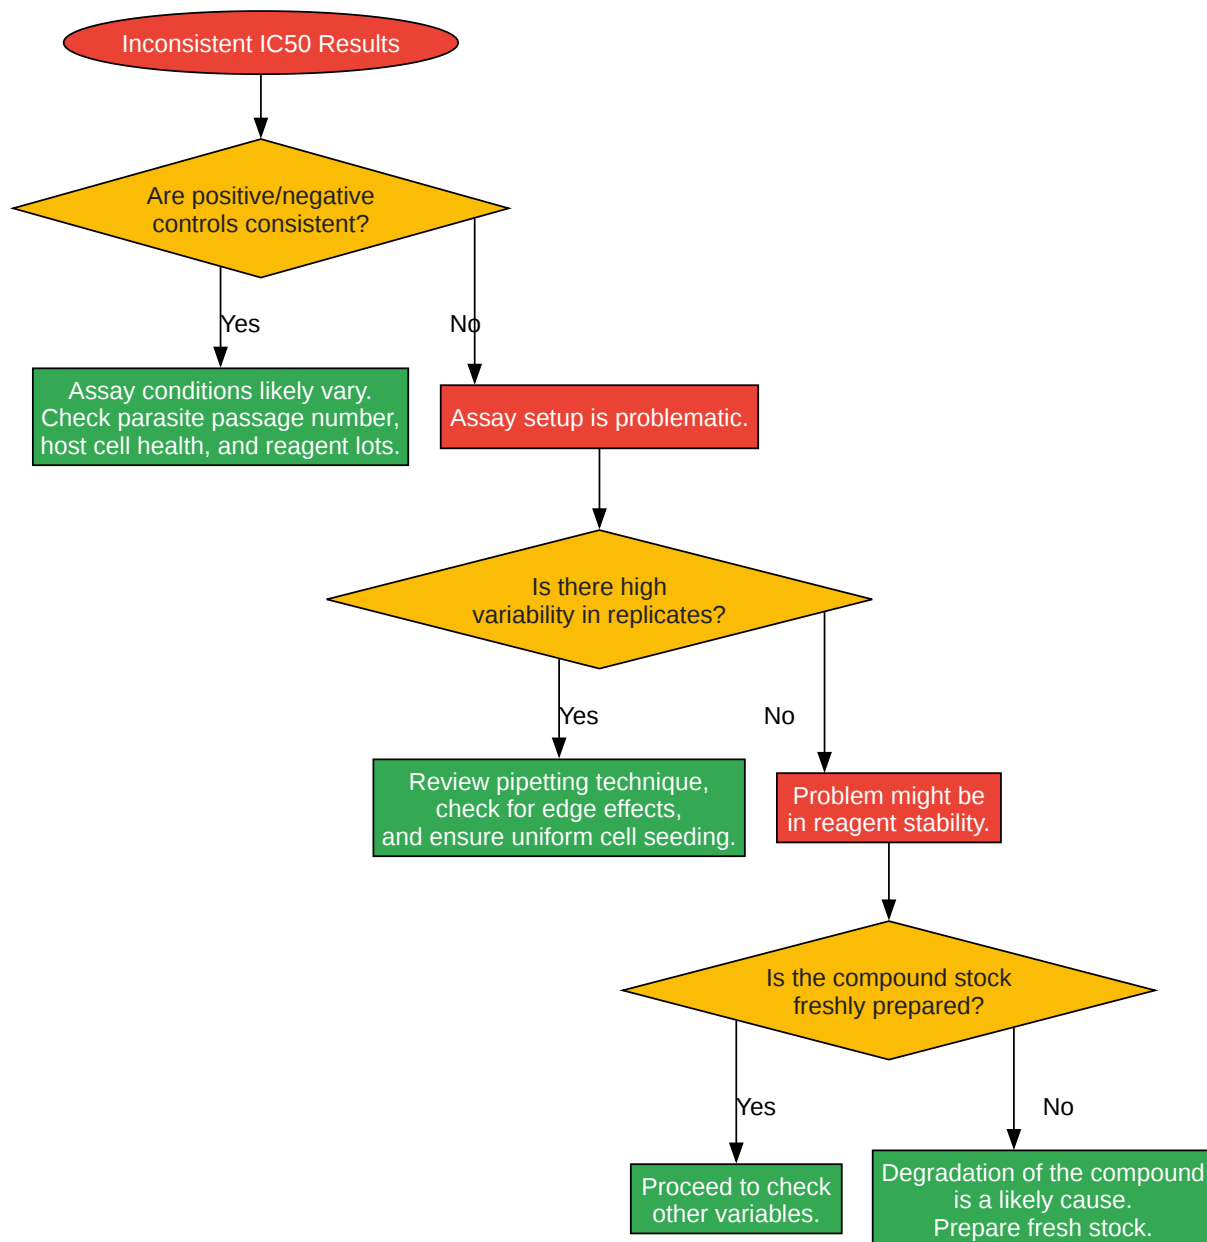 Inconsistent IC50 Results
Are positive/negative
controls consistent?
Yes
No
Assay conditions likely vary.
Check parasite passage number,
host cell health, and reagent lots.
Assay setup is problematic.
Is there high
variability in replicates?
Yes
No
Review pipetting technique,
check for edge effects,
and ensure uniform cell seeding.
Problem might be
in reagent stability.
Is the compound stock
freshly prepared?
Yes
No
Proceed to check
other variables.
Degradation of the compound
is a likely cause.
Prepare fresh stock.